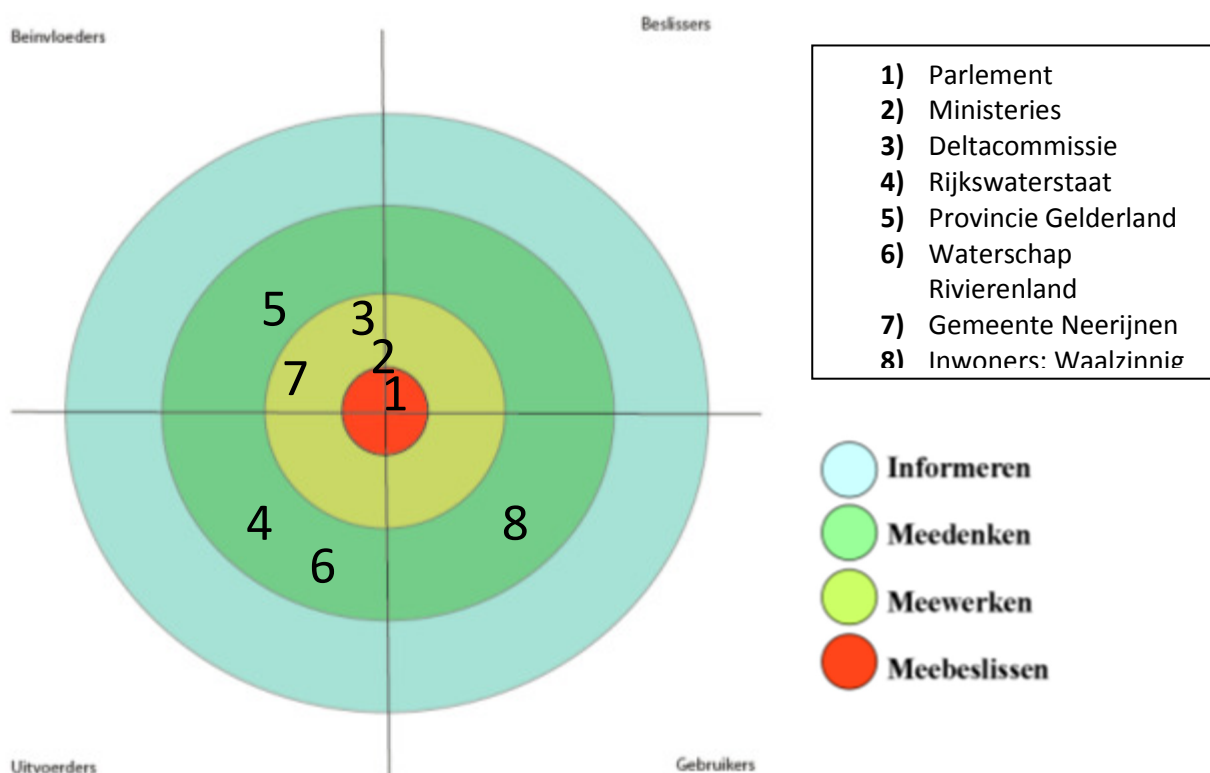 Beinvloeders
Beslissers
1) Parlement
2) Ministeries
3) Deltacommissie
4) Rijkswaterstaat
5) Provincie Gelderland
6) Waterschap
Rivierenland
7) Gemeente Neerijnen
8) Inwoners: Waalzinnig
5
3
2
7
1
4
8
6
Informeren
Meedenken
Meewerken
Meebeslissen
Uitvoerders
Gebruikers